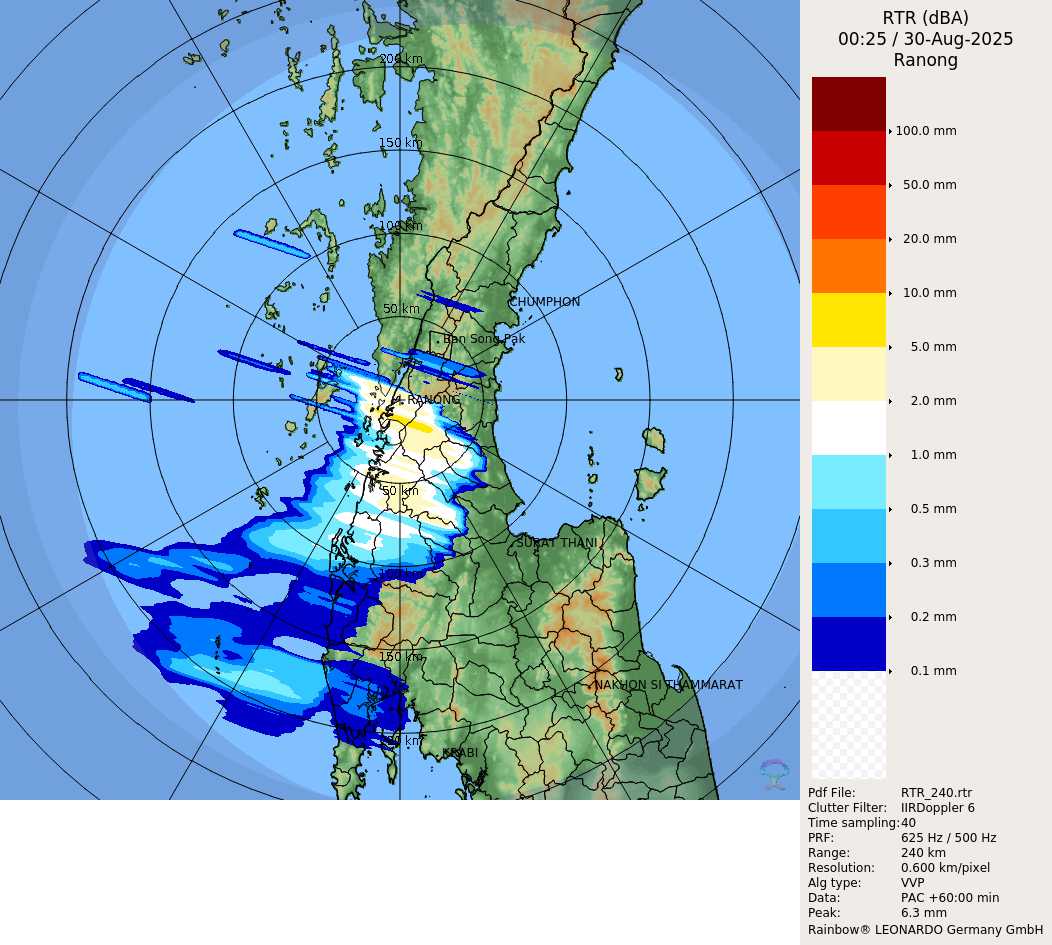 RTR (dBA)
00:25 / 30-Aug-2025
Ranong
200 km
150 km
100 km
50 km
CHUMPHON
Ban Song Pak
RANONG
50 km
SURAT THANI
150 km
NAKHON SI THAMMARAT
KRABI
100.0 mm
50.0 mm
20.0 mm
10.0 mm
5.0 mm
2.0 mm
1.0 mm
0.5 mm
0.3 mm
0.2 mm
0.1 mm
Pdf File: RTR_240.rtr
Clutter Filter: IIRDoppler 6
Time sampling:40
PRF: 625 Hz / 500 Hz
Range: 240 km
Resolution: 0.600 km/pixel
Alg type: VVP
Data: PAC +60:00 min
Peak: 6.3 mm
Rainbow® LEONARDO Germany GmbH